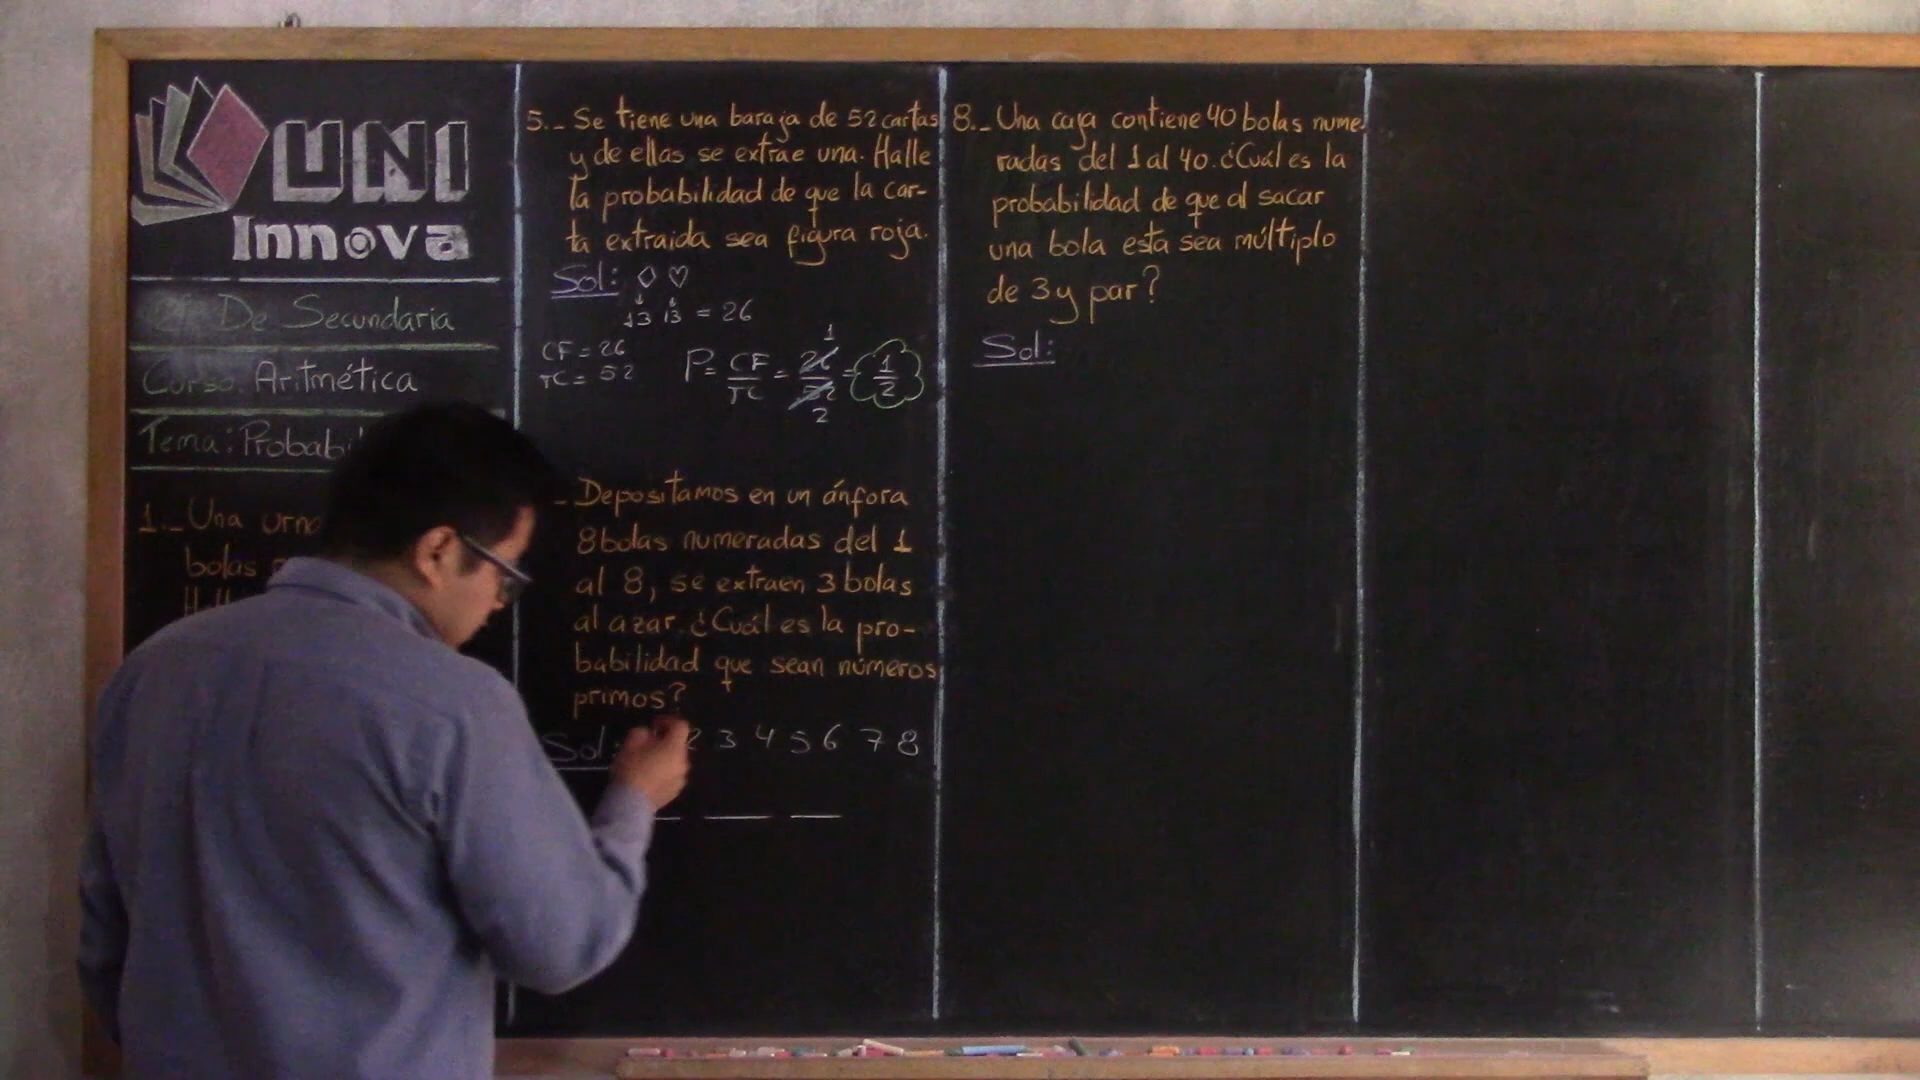 UNI
Innova
De Secundaria
Curso: Aritmética
Tema: Probabi
1._ Una urna
bolas
5._ Se tiene una baraja de 52 cartas
y de ellas se extrae una. Halle
la probabilidad de que la car-
ta extraida sea figura roja.
Sol: ◇ ♡
13 13 = 26
CF = 26
TC = 52
P = CF/TC = 26/52 = 1/2
1
2
_ Depositamos en un ánfora
8 bolas numeradas del 1
al 8, se extraen 3 bolas
al azar. ¿Cuál es la pro-
babilidad que sean números
primos?
Sol: 2 3 4 5 6 7 8
8._ Una caja contiene 40 bolas nume-
radas del 1 al 40. ¿Cuál es la
probabilidad de que al sacar
una bola esta sea múltiplo
de 3 y par?
Sol: